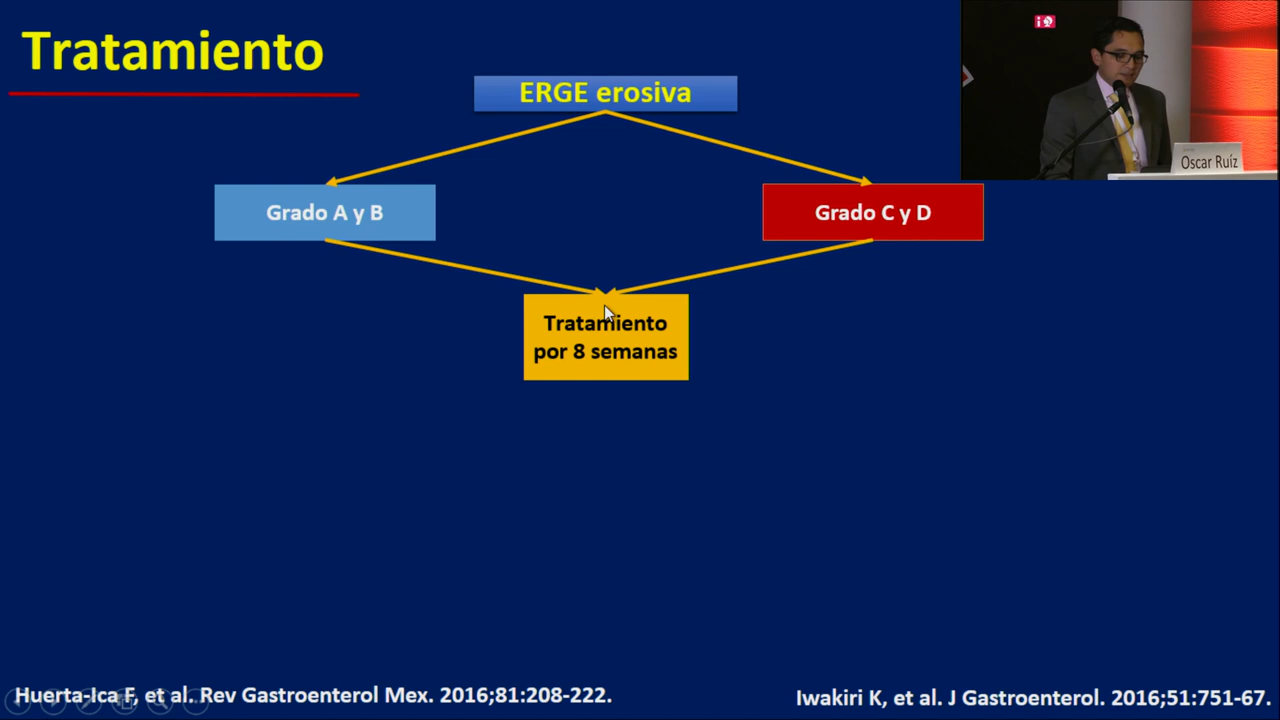 Tratamiento
ERGE erosiva
Grado A y B
Grado C y D
Tratamiento
por 8 semanas
Oscar Ruíz
Huerta-Ica F, et al. Rev Gastroenterol Mex. 2016;81:208-222.
Iwakiri K, et al. J Gastroenterol. 2016;51:751-67.